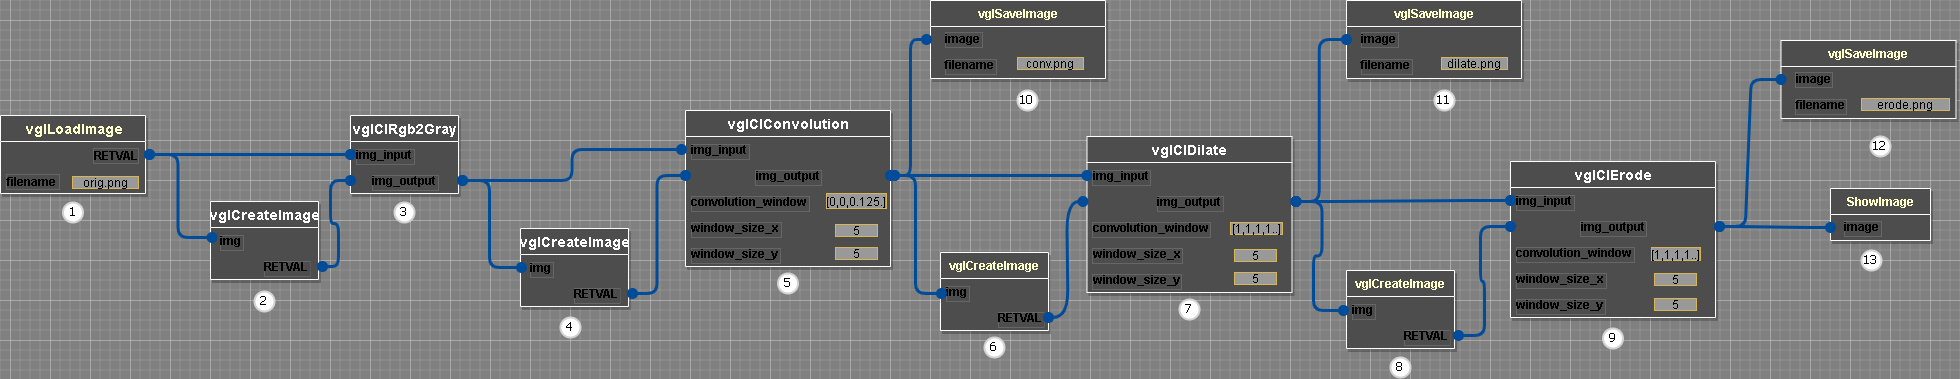 vglLoadImage
RETVAL
filename orig.png
1
vglCreateImage
img
RETVAL
2
vglClRgb2Gray
img_input
img_output
3
vglCreateImage
img
RETVAL
4
vglClConvolution
img_input
img_output
convolution_window [0,0,0.125.]
window_size_x 5
window_size_y 5
5
vglSaveImage
image
filename conv.png
10
vglCreateImage
img
RETVAL
6
vglClDilate
img_input
img_output
convolution_window [1,1,1,1..]
window_size_x 5
window_size_y 5
7
vglSaveImage
image
filename dilate.png
11
vglCreateImage
img
RETVAL
8
vglClErode
img_input
img_output
convolution_window [1,1,1,1..]
window_size_x 5
window_size_y 5
9
vglSaveImage
image
filename erode.png
12
ShowImage
image
13